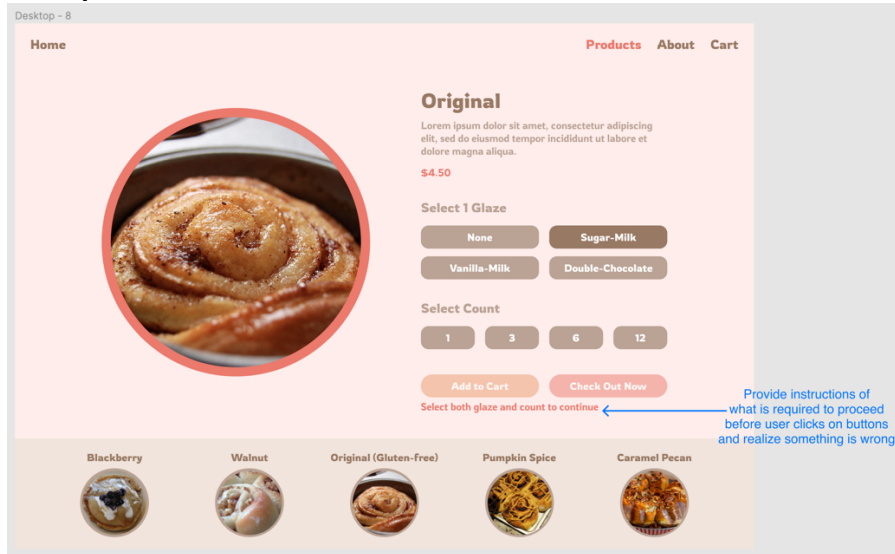 Desktop - 8
Home Products About Cart
Original
Lorem ipsum dolor sit amet, consectetur adipiscing
elit, sed do eiusmod tempor incididunt ut labore et
dolore magna aliqua.
$4.50
Select 1 Glaze
None Sugar-Milk
Vanilla-Milk Double-Chocolate
Select Count
1 3 6 12
Add to Cart Check Out Now
Select both glaze and count to continue
Provide instructions of
what is required to proceed
before user clicks on buttons
and realize something is wrong
Blackberry Walnut Original (Gluten-free) Pumpkin Spice Caramel Pecan